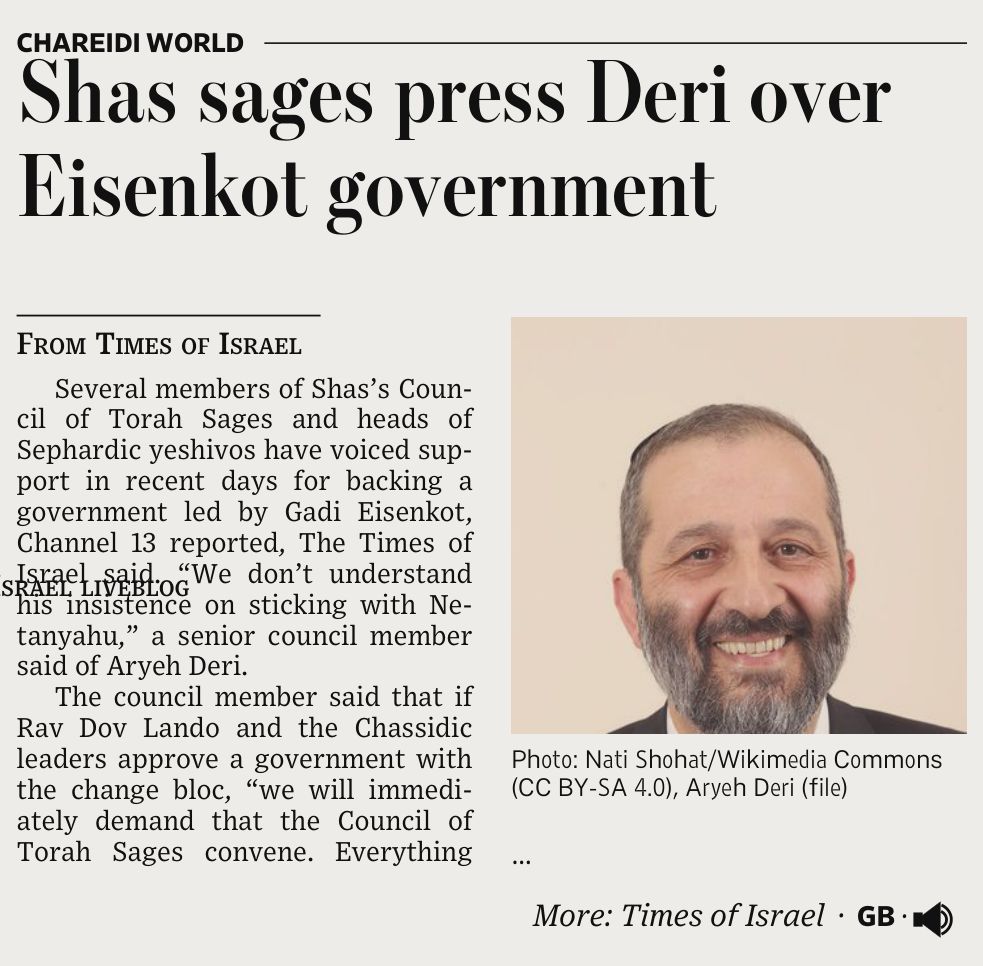 CHAREIDI WORLD
Shas sages press Deri over
Eisenkot government
FROM TIMES OF ISRAEL
Several members of Shas’s Coun-
cil of Torah Sages and heads of
Sephardic yeshivos have voiced sup-
port in recent days for backing a
government led by Gadi Eisenkot,
Channel 13 reported, The Times of
Israel said. “We don’t understand
ISRAEL LIVEBLOG
his insistence on sticking with Ne-
tanyahu,” a senior council member
said of Aryeh Deri.
The council member said that if
Rav Dov Lando and the Chassidic
leaders approve a government with
the change bloc, “we will immedi-
ately demand that the Council of
Torah Sages convene. Everything
Photo: Nati Shohat/Wikimedia Commons
(CC BY-SA 4.0), Aryeh Deri (file)
...
More: Times of Israel · GB ·